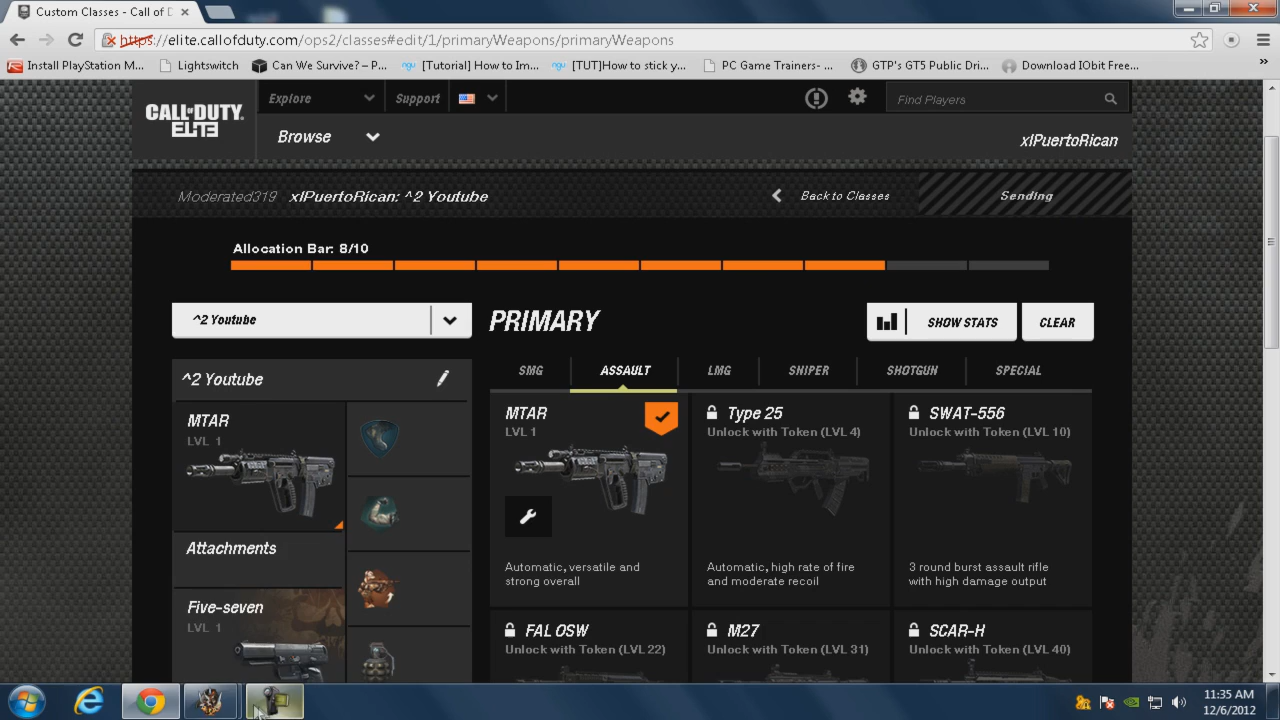 Custom Classes - Call of D
https://elite.callofduty.com/ops2/classes#edit/1/primaryWeapons/primaryWeapons
Install PlayStation M...
Lightswitch
Can We Survive? – P...
[Tutorial] How to Im...
[TUT]How to stick y...
PC Game Trainers- ...
GTP's GT5 Public Dri...
Download IObit Free...
»
CALL OF DUTY
ELITE
Explore
Support
Find Players
Browse
xIPuertoRican
Moderated319 xIPuertoRican: ^2 Youtube
Back to Classes
Sending
Allocation Bar: 8/10
^2 Youtube
PRIMARY
SHOW STATS
CLEAR
SMG
ASSAULT
LMG
SNIPER
SHOTGUN
SPECIAL
^2 Youtube
MTAR
LVL 1
Attachments
Five-seven
LVL 1
MTAR
LVL 1
Automatic, versatile and
strong overall
Type 25
Unlock with Token (LVL 4)
Automatic, high rate of fire
and moderate recoil
SWAT-556
Unlock with Token (LVL 10)
3 round burst assault rifle
with high damage output
FAL OSW
Unlock with Token (LVL 22)
M27
Unlock with Token (LVL 31)
SCAR-H
Unlock with Token (LVL 40)
11:35 AM
12/6/2012